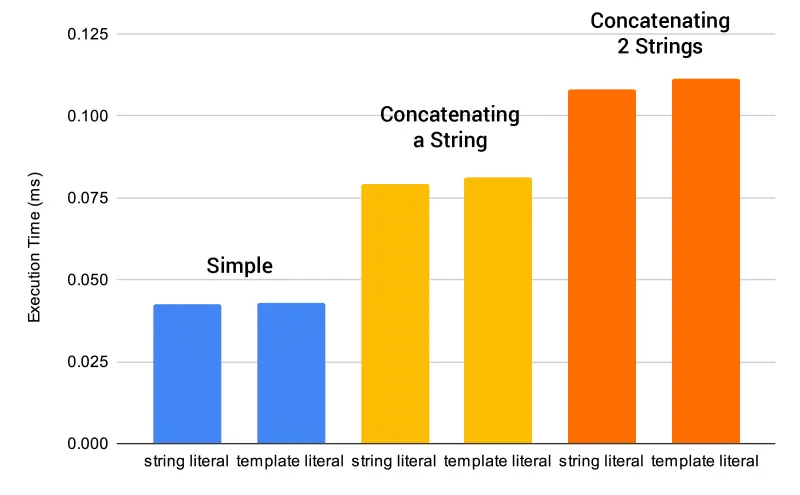 Concatenating
2 Strings
Concatenating
a String
Simple
Execution Time (ms)
0.125
0.100
0.075
0.050
0.025
0.000
string literal
template literal
string literal
template literal
string literal
template literal